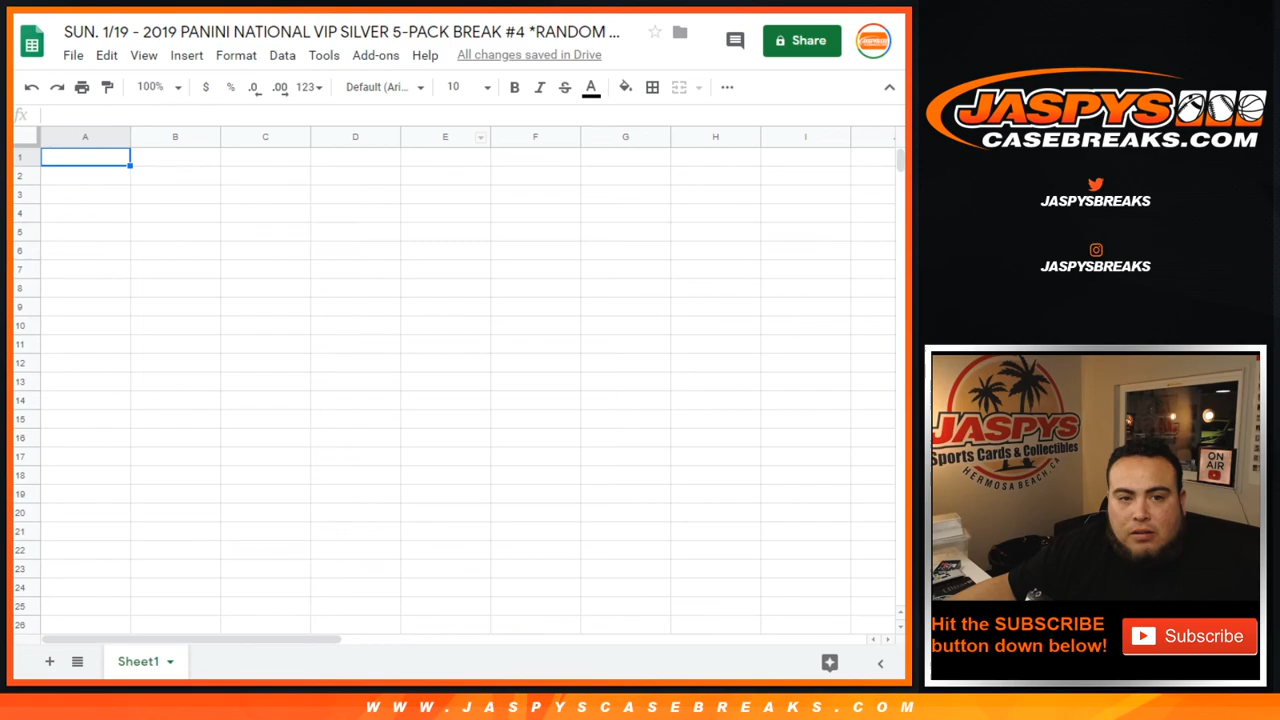 SUN. 1/19 - 2019 PANINI NATIONAL VIP SILVER 5-PACK BREAK #4 *RANDOM ...
Share
File Edit View Insert Format Data Tools Add-ons Help All changes saved in Drive
100% $ % .0 .00 123 Default (Ari... 10 B I S A
fx
A B C D E F G H I
1
2
3
4
5
6
7
8
9
10
11
12
13
14
15
16
17
18
19
20
21
22
23
24
25
26
Sheet1
JASPYS
CASEBREAKS.COM
JASPYSBREAKS
JASPYSBREAKS
JASPYS
Sports Cards & Collectibles
HERMOSA BEACH, CA
ON
AIR
Hit the SUBSCRIBE
button down below!
Subscribe
WWW.JASPYSCASEBREAKS.COM